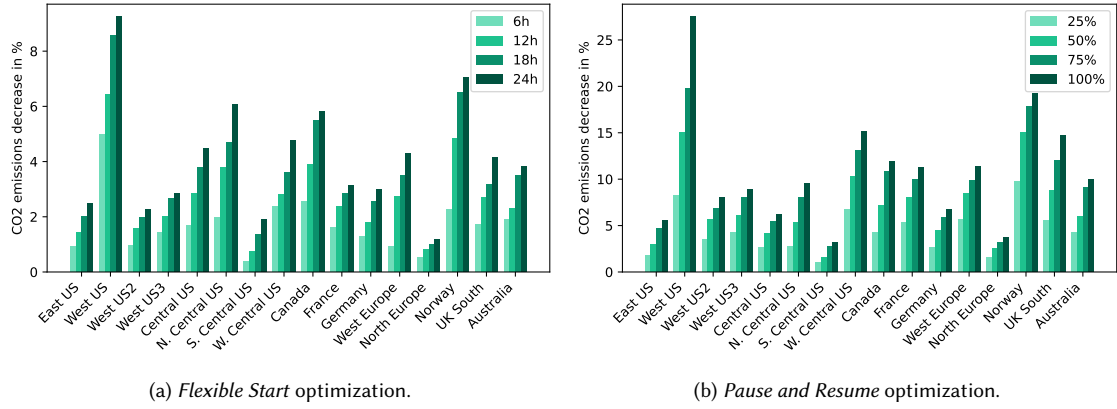 CO2 emissions decrease in %
8
6
4
2
0
6h
12h
18h
24h
East US
West US
West US2
West US3
Central US
N. Central US
S. Central US
W. Central US
Canada
France
Germany
West Europe
North Europe
Norway
UK South
Australia
(a) Flexible Start optimization.
CO2 emissions decrease in %
25
20
15
10
5
0
25%
50%
75%
100%
East US
West US
West US2
West US3
Central US
N. Central US
S. Central US
W. Central US
Canada
France
Germany
West Europe
North Europe
Norway
UK South
Australia
(b) Pause and Resume optimization.